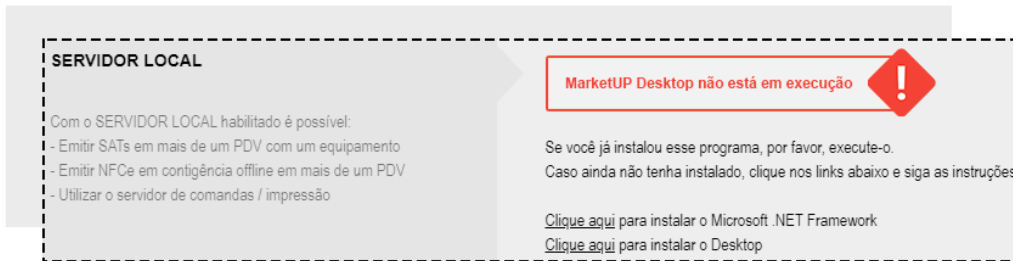 SERVIDOR LOCAL
Com o SERVIDOR LOCAL habilitado é possível:
- Emitir SATs em mais de um PDV com um equipamento
- Emitir NFCe em contigência offline em mais de um PDV
- Utilizar o servidor de comandas / impressão
MarketUP Desktop não está em execução
!
Se você já instalou esse programa, por favor, execute-o.
Caso ainda não tenha instalado, clique nos links abaixo e siga as instruções
Clique aqui para instalar o Microsoft .NET Framework
Clique aqui para instalar o Desktop